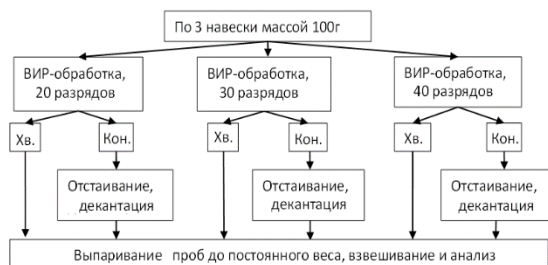 По 3 навески массой 100г
ВИР-обработка,
20 разрядов
ВИР-обработка,
30 разрядов
ВИР-обработка,
40 разрядов
Хв.
Кон.
Хв.
Кон.
Хв.
Кон.
Отстаивание,
декантация
Отстаивание,
декантация
Отстаивание,
декантация
Выпаривание проб до постоянного веса, взвешивание и анализ